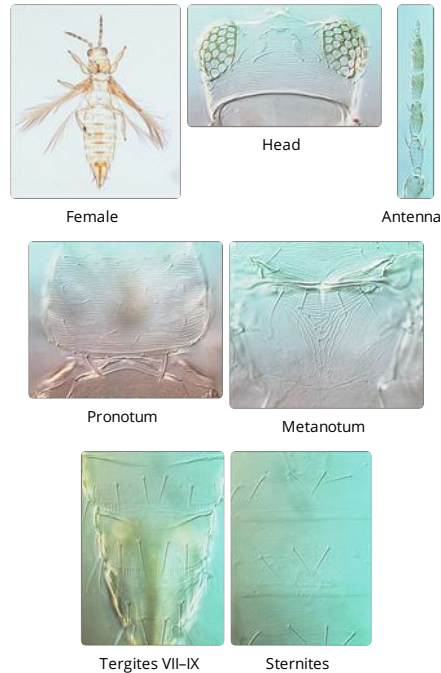 Female
Head
Antenna
Pronotum
Metanotum
Tergites VII–IX
Sternites